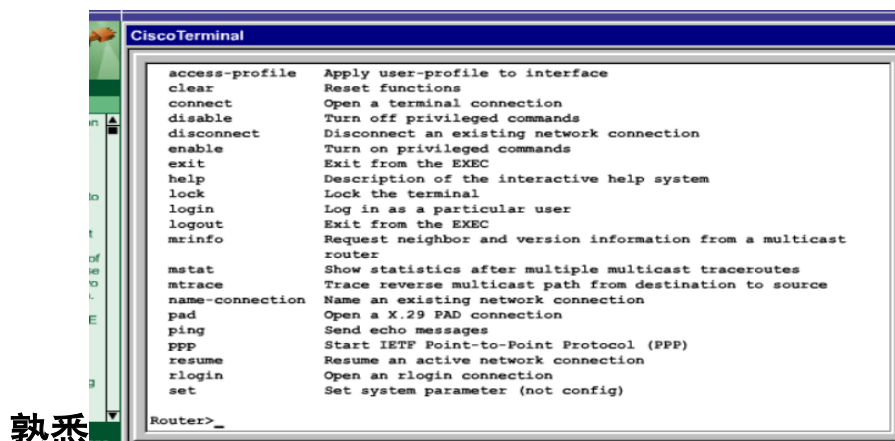 CiscoTerminal
access-profile Apply user-profile to interface
clear Reset functions
connect Open a terminal connection
disable Turn off privileged commands
disconnect Disconnect an existing network connection
enable Turn on privileged commands
exit Exit from the EXEC
help Description of the interactive help system
lock Lock the terminal
login Log in as a particular user
logout Exit from the EXEC
mrinfo Request neighbor and version information from a multicast
router
mstat Show statistics after multiple multicast traceroutes
mtrace Trace reverse multicast path from destination to source
name-connection Name an existing network connection
pad Open a X.29 PAD connection
ping Send echo messages
ppp Start IETF Point-to-Point Protocol (PPP)
resume Resume an active network connection
rlogin Open an rlogin connection
set Set system parameter (not config)
Router>_
孰悉